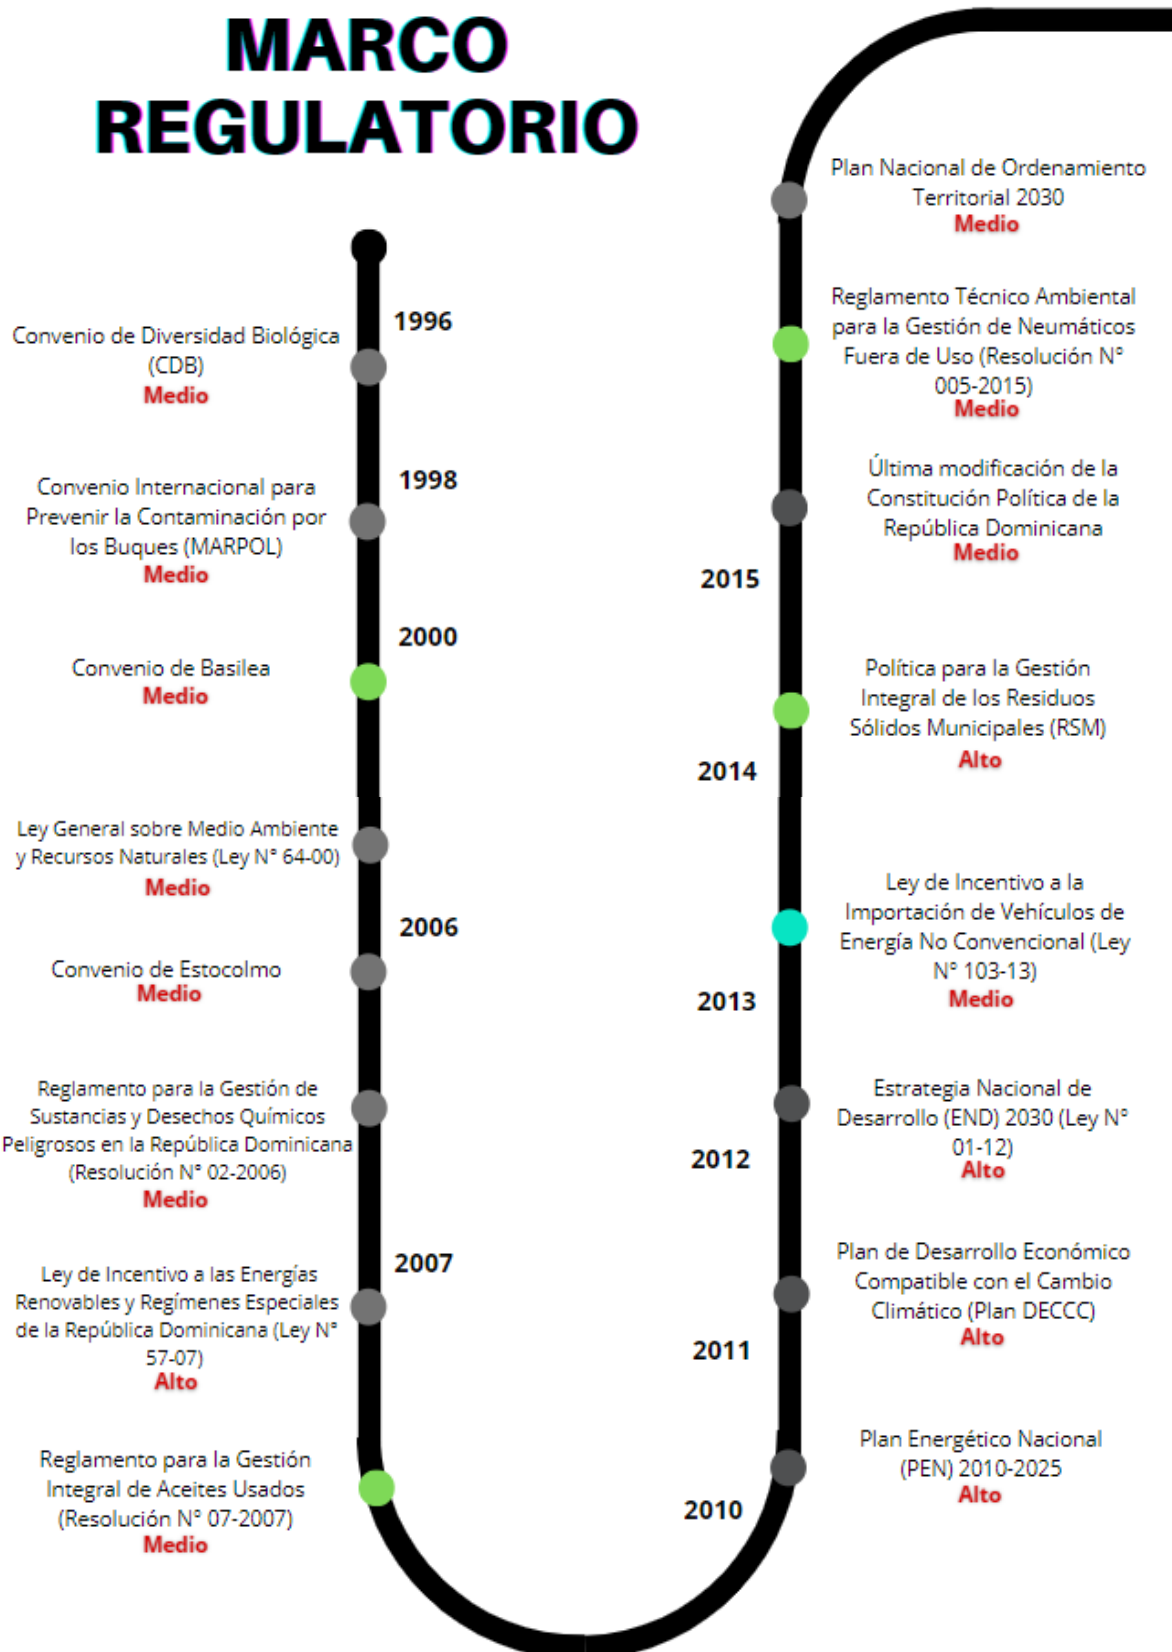 MARCO
REGULATORIO
1996
Convenio de Diversidad Biológica
(CDB)
Medio
1998
Convenio Internacional para
Prevenir la Contaminación por
los Buques (MARPOL)
Medio
2000
Convenio de Basilea
Medio
Ley General sobre Medio Ambiente
y Recursos Naturales (Ley N° 64-00)
Medio
2006
Convenio de Estocolmo
Medio
Reglamento para la Gestión de
Sustancias y Desechos Químicos
Peligrosos en la República Dominicana
(Resolución N° 02-2006)
Medio
2007
Ley de Incentivo a las Energías
Renovables y Regímenes Especiales
de la República Dominicana (Ley N°
57-07)
Alto
Reglamento para la Gestión
Integral de Aceites Usados
(Resolución N° 07-2007)
Medio
Plan Nacional de Ordenamiento
Territorial 2030
Medio
Reglamento Técnico Ambiental
para la Gestión de Neumáticos
Fuera de Uso (Resolución N°
005-2015)
Medio
Última modificación de la
Constitución Política de la
República Dominicana
Medio
2015
Política para la Gestión
Integral de los Residuos
Sólidos Municipales (RSM)
Alto
2014
Ley de Incentivo a la
Importación de Vehículos de
Energía No Convencional (Ley
N° 103-13)
Medio
2013
Estrategia Nacional de
Desarrollo (END) 2030 (Ley N°
01-12)
Alto
2012
Plan de Desarrollo Económico
Compatible con el Cambio
Climático (Plan DECCC)
Alto
2011
Plan Energético Nacional
(PEN) 2010-2025
Alto
2010